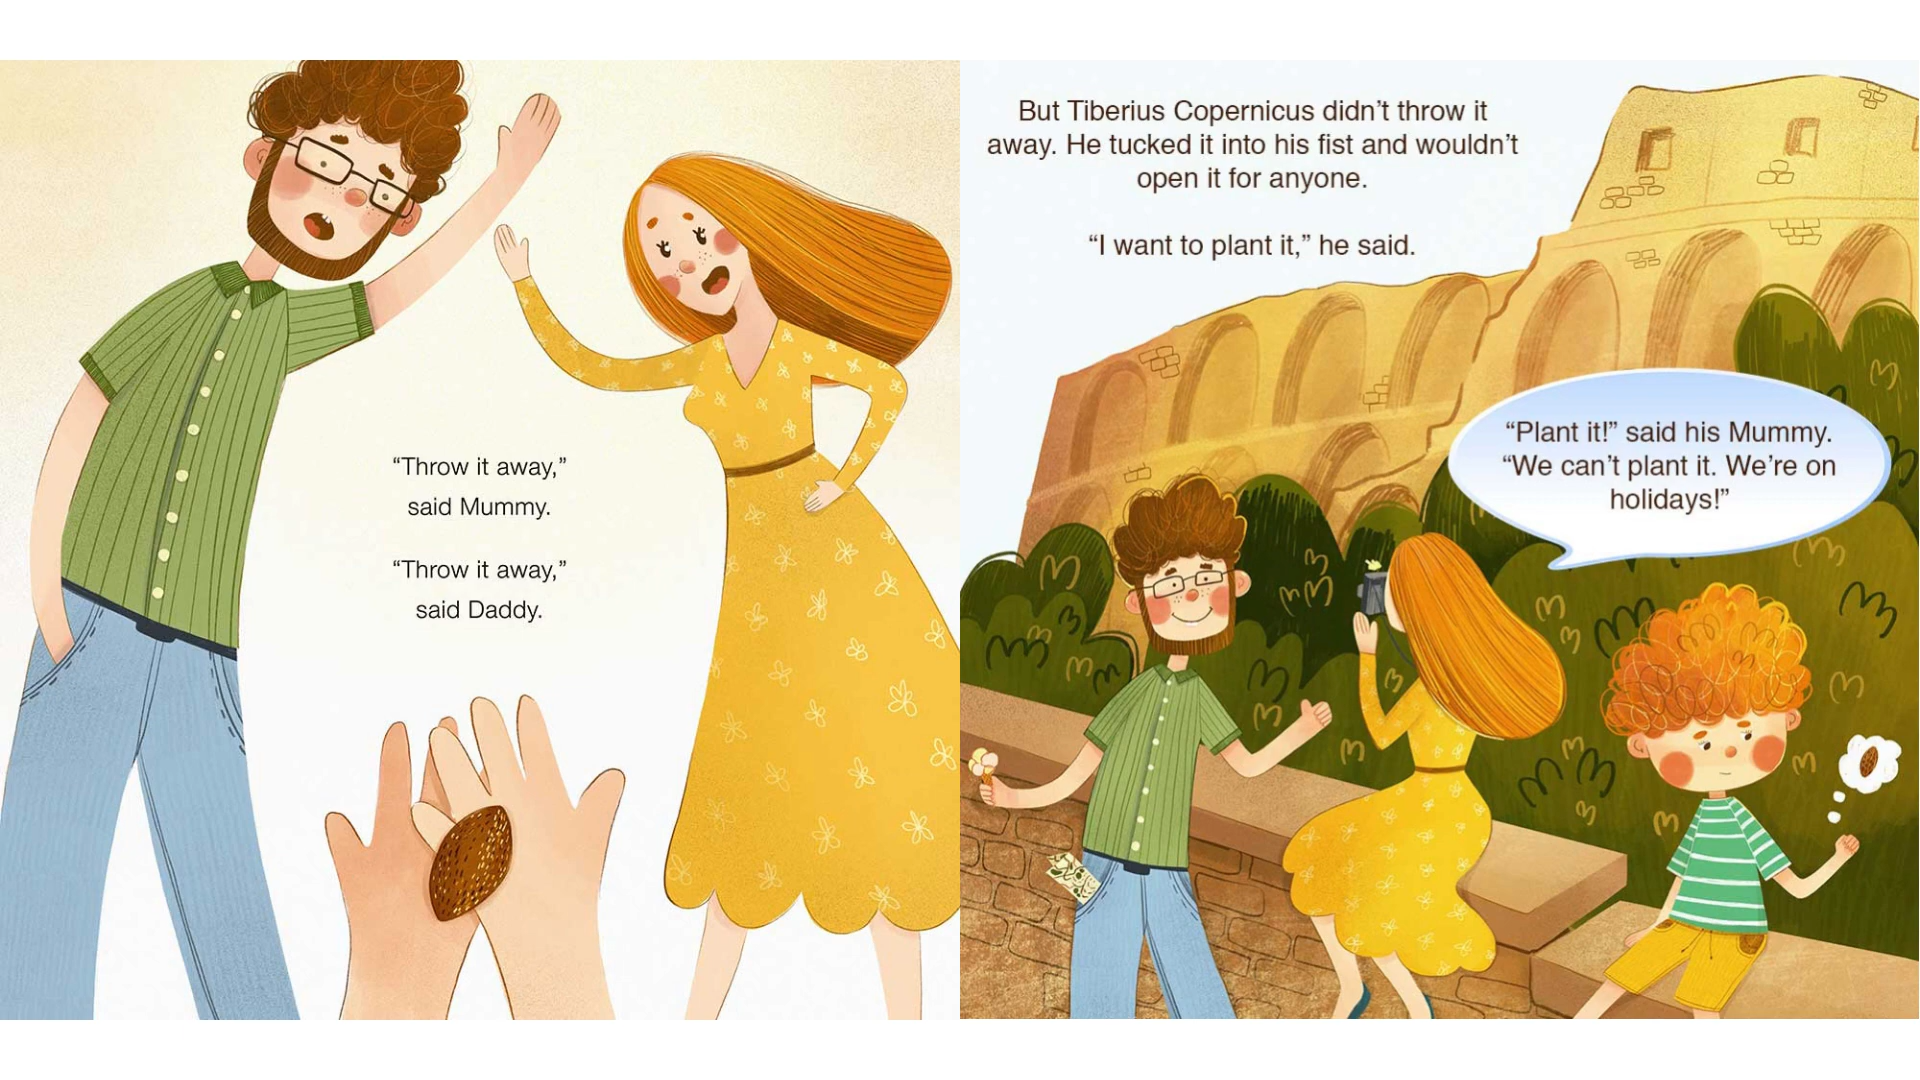 “Throw it away,”
said Mummy.
“Throw it away,”
said Daddy.
But Tiberius Copernicus didn’t throw it
away. He tucked it into his fist and wouldn’t
open it for anyone.
“I want to plant it,” he said.
“Plant it!” said his Mummy.
“We can’t plant it. We’re on
holidays!”